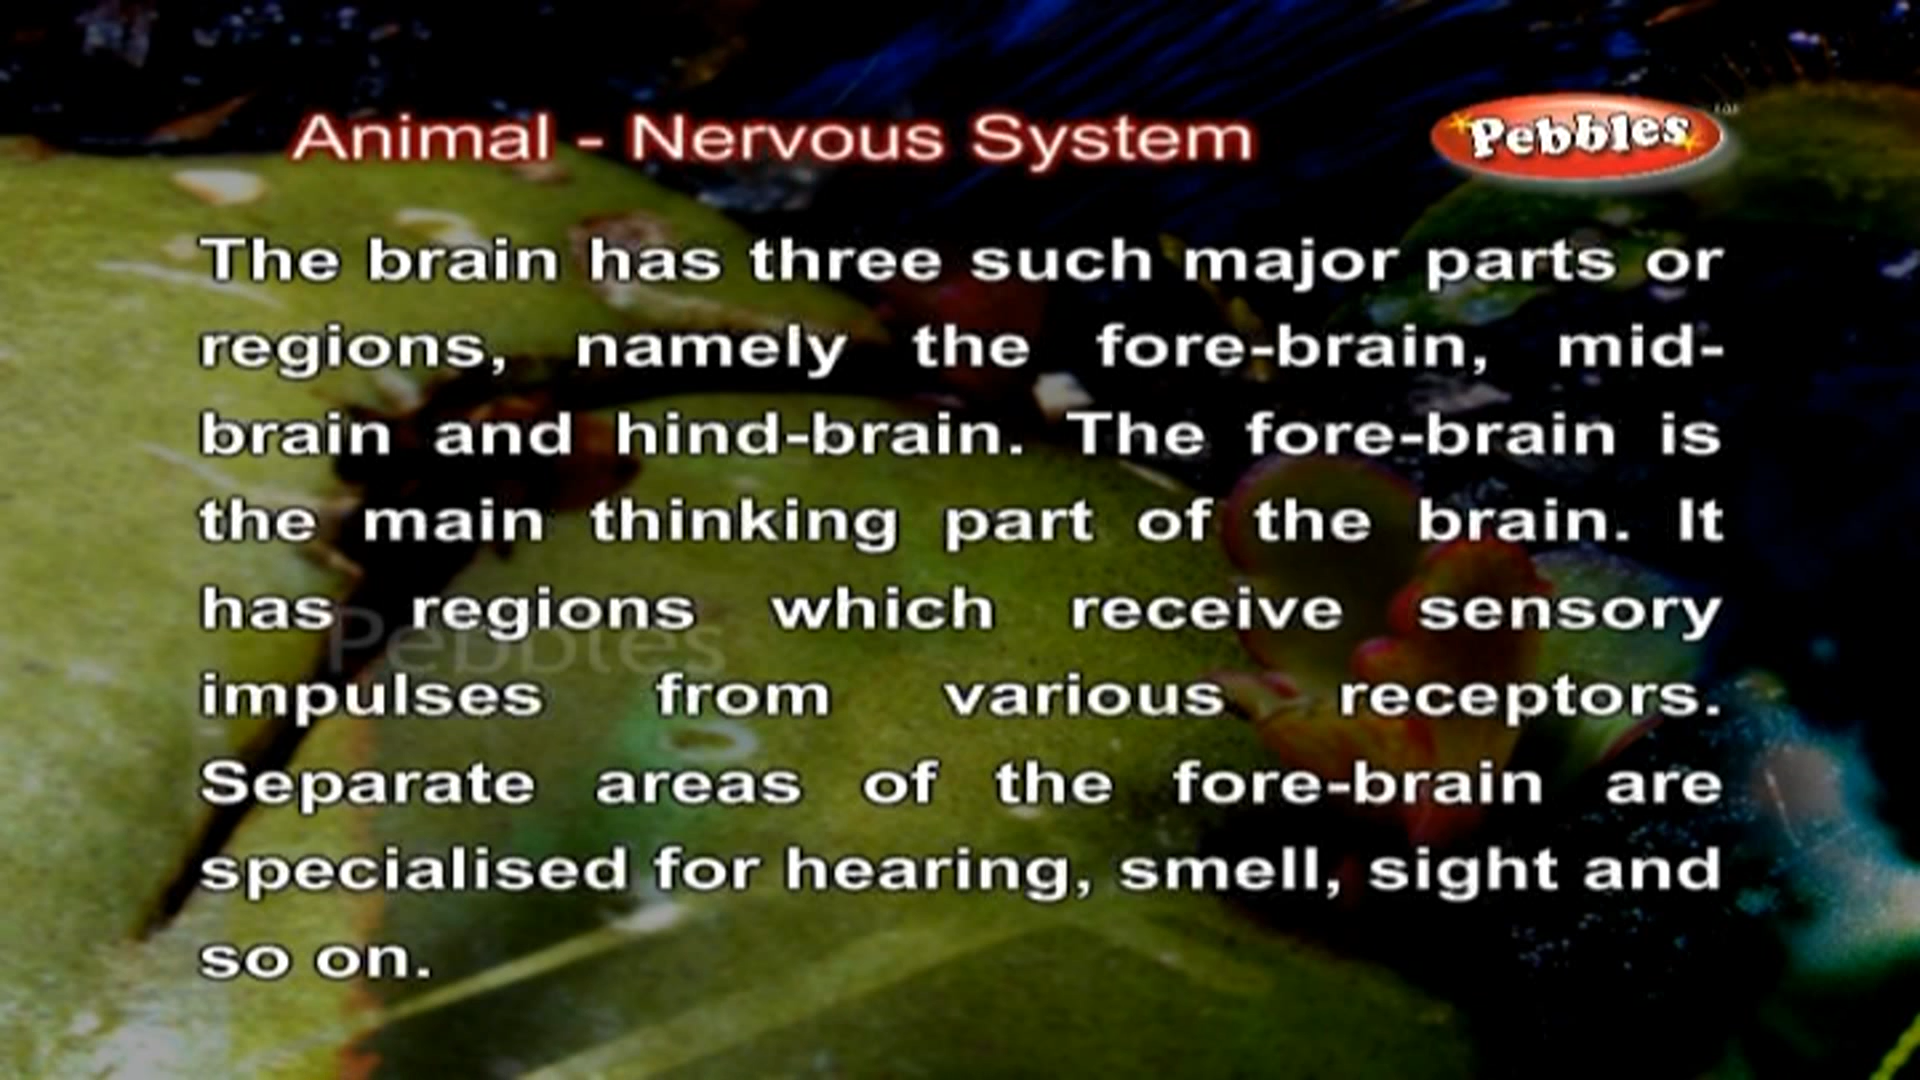 Animal - Nervous System
Pebbles
The brain has three such major parts or
regions, namely the fore-brain, mid-
brain and hind-brain. The fore-brain is
the main thinking part of the brain. It
has regions which receive sensory
Pebbles
impulses from various receptors.
Separate areas of the fore-brain are
specialised for hearing, smell, sight and
so on.